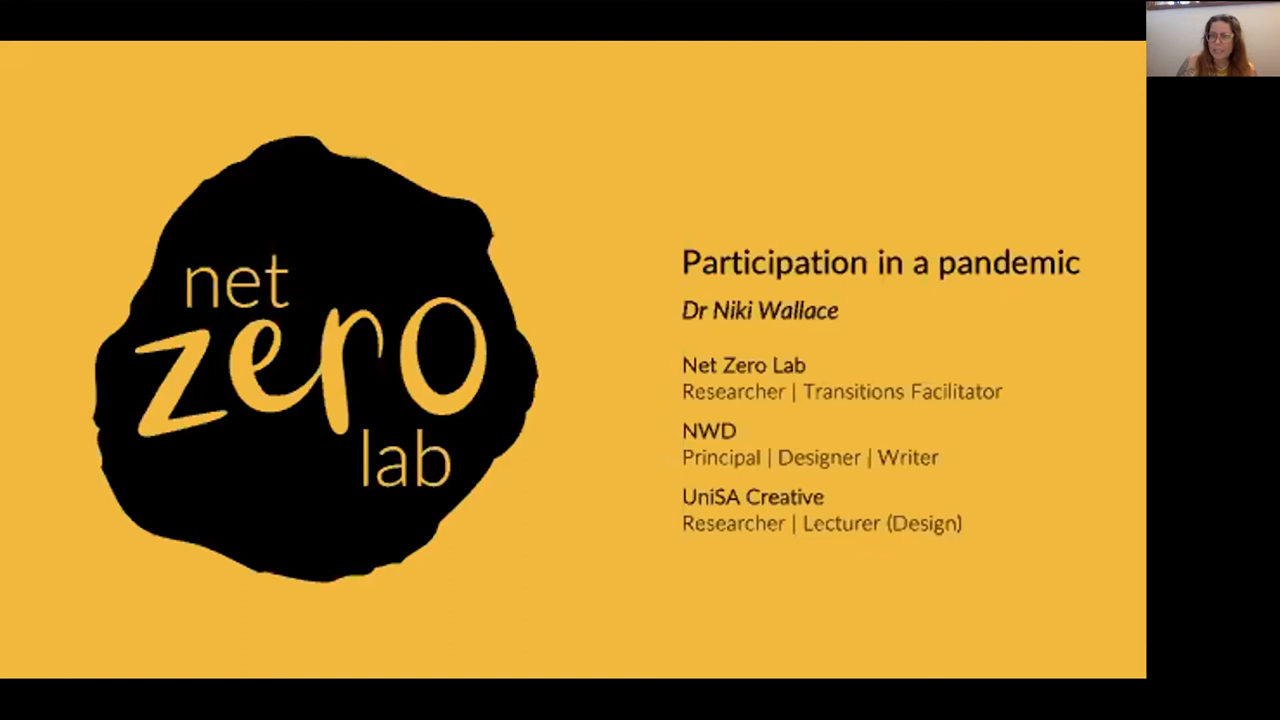 net
zero
lab
Participation in a pandemic
Dr Niki Wallace
Net Zero Lab
Researcher | Transitions Facilitator
NWD
Principal | Designer | Writer
UniSA Creative
Researcher | Lecturer (Design)